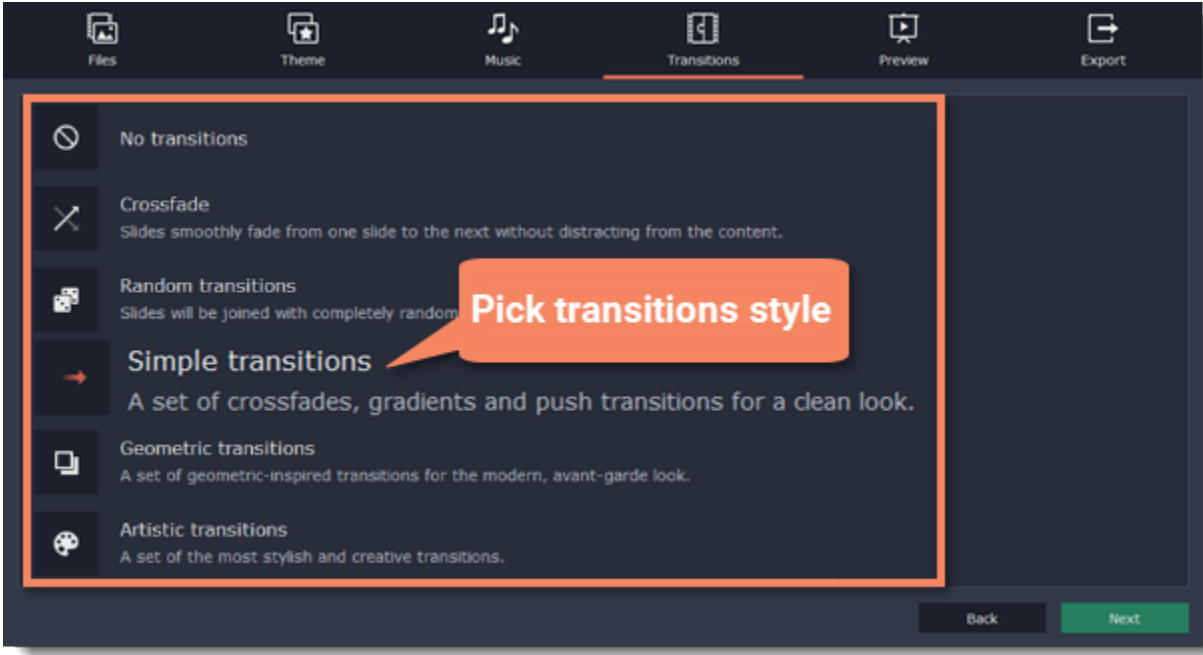 Files
Theme
Music
Transitions
Preview
Export
No transitions
Crossfade
Slides smoothly fade from one slide to the next without distracting from the content.
Random transitions
Slides will be joined with completely random
Pick transitions style
Simple transitions
A set of crossfades, gradients and push transitions for a clean look.
Geometric transitions
A set of geometric-inspired transitions for the modern, avant-garde look.
Artistic transitions
A set of the most stylish and creative transitions.
Back
Next